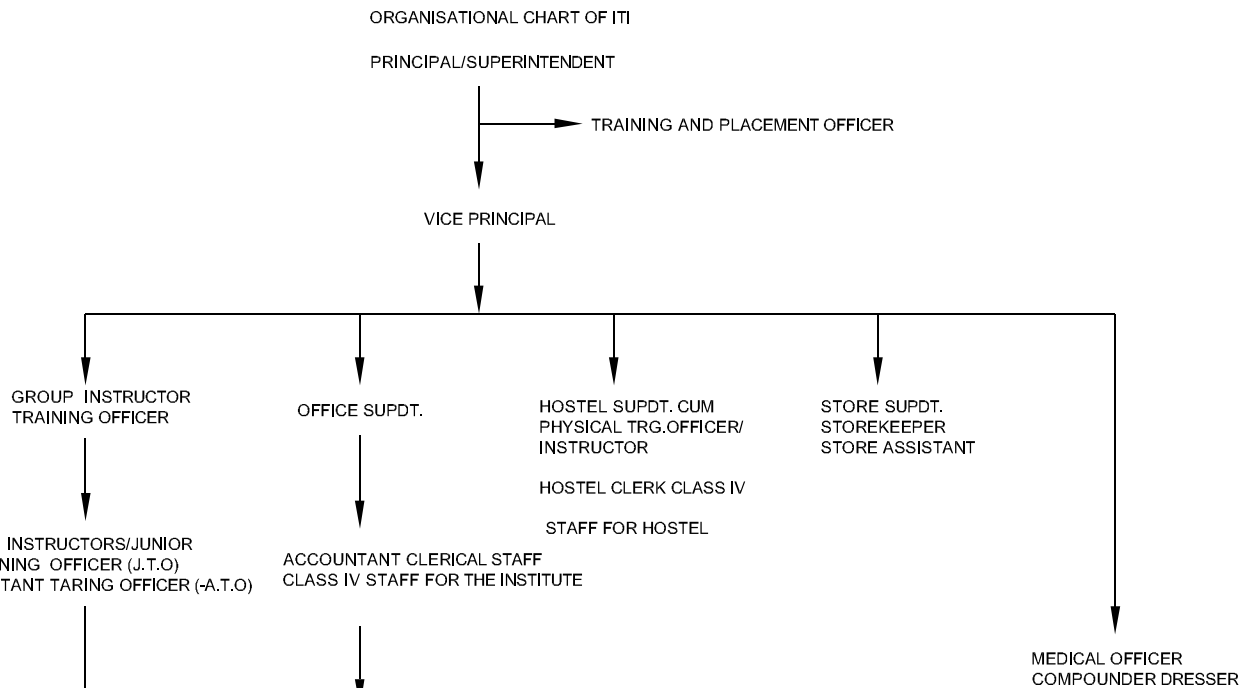 ORGANISATIONAL CHART OF ITI
PRINCIPAL/SUPERINTENDENT
TRAINING AND PLACEMENT OFFICER
VICE PRINCIPAL
GROUP INSTRUCTOR
TRAINING OFFICER
OFFICE SUPDT.
HOSTEL SUPDT. CUM
PHYSICAL TRG.OFFICER/
INSTRUCTOR
HOSTEL CLERK CLASS IV
STAFF FOR HOSTEL
STORE SUPDT.
STOREKEEPER
STORE ASSISTANT
INSTRUCTORS/JUNIOR
NING OFFICER (J.T.O)
TANT TARING OFFICER (-A.T.O)
ACCOUNTANT CLERICAL STAFF
CLASS IV STAFF FOR THE INSTITUTE
MEDICAL OFFICER
COMPOUNDER DRESSER